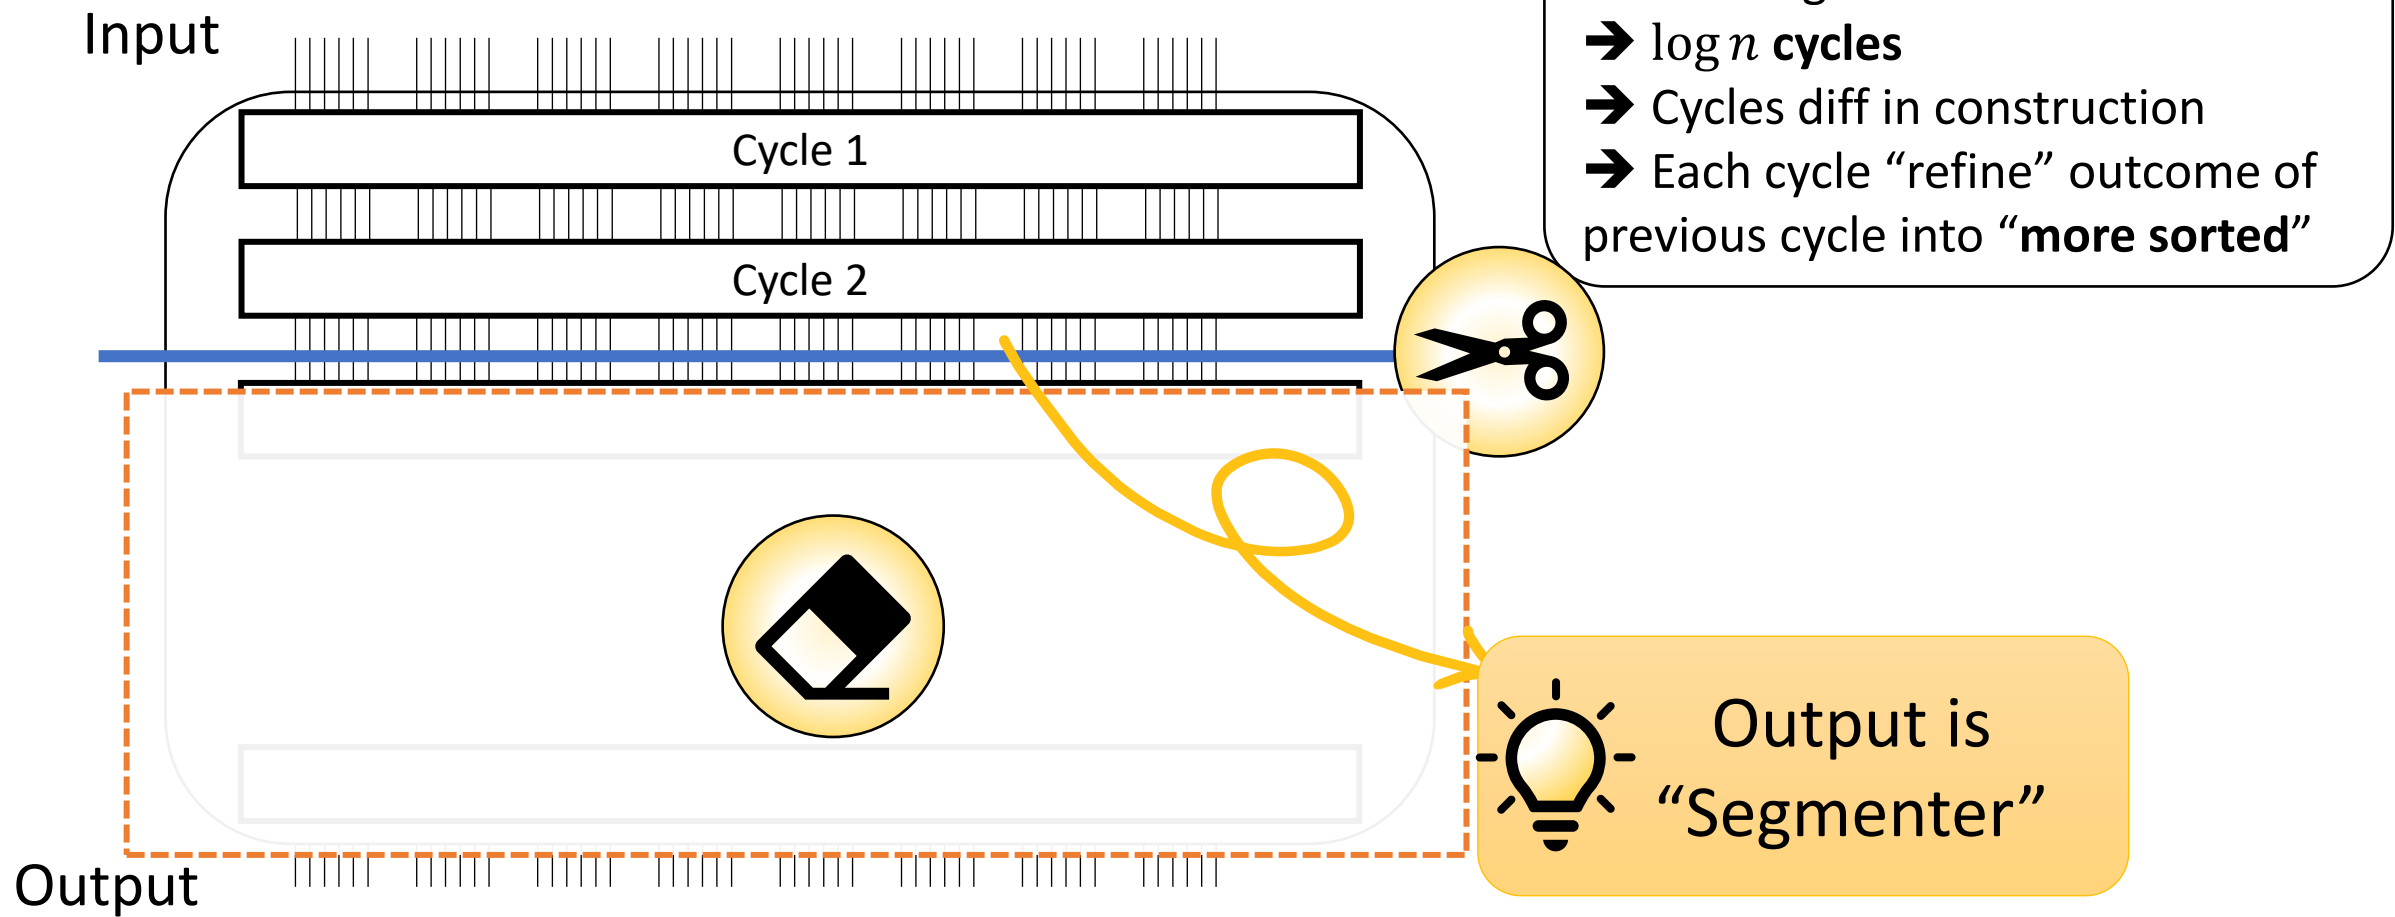 Input
➔ log n cycles
➔ Cycles diff in construction
➔ Each cycle “refine” outcome of
previous cycle into “more sorted”
Cycle 1
Cycle 2
Output is
“Segmenter”
Output